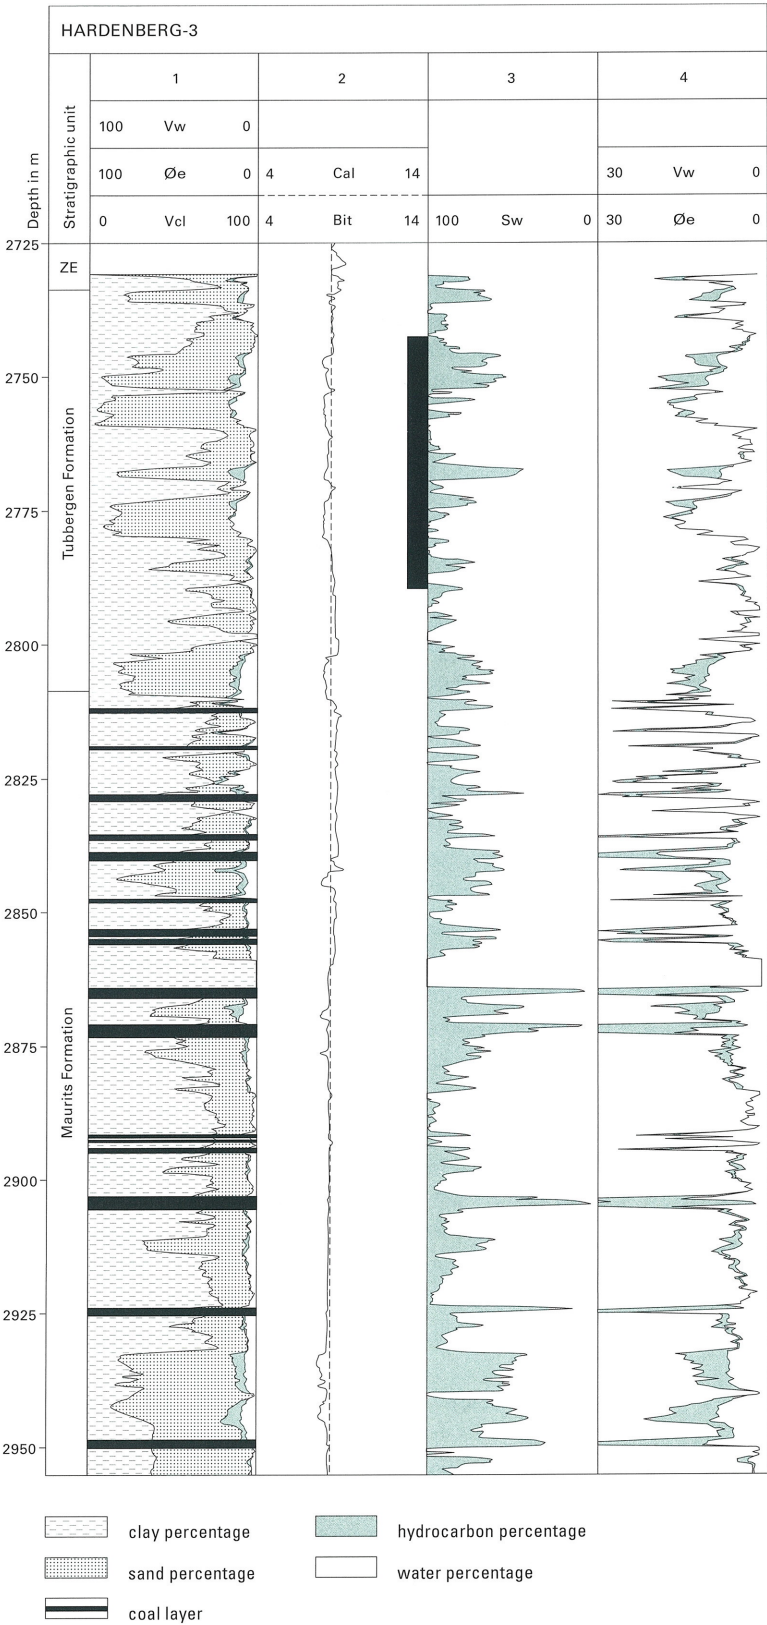 HARDENBERG-3
1 2 3 4
100 Vw 0
100 Øe 0 4 Cal 14 30 Vw 0
0 Vcl 100 4 Bit 14 100 Sw 0 30 Øe 0
Depth in m
Stratigraphic unit
2725
ZE
2750
Tubbergen Formation
2775
2800
2825
2850
Maurits Formation
2875
2900
2925
2950
clay percentage hydrocarbon percentage
sand percentage water percentage
coal layer